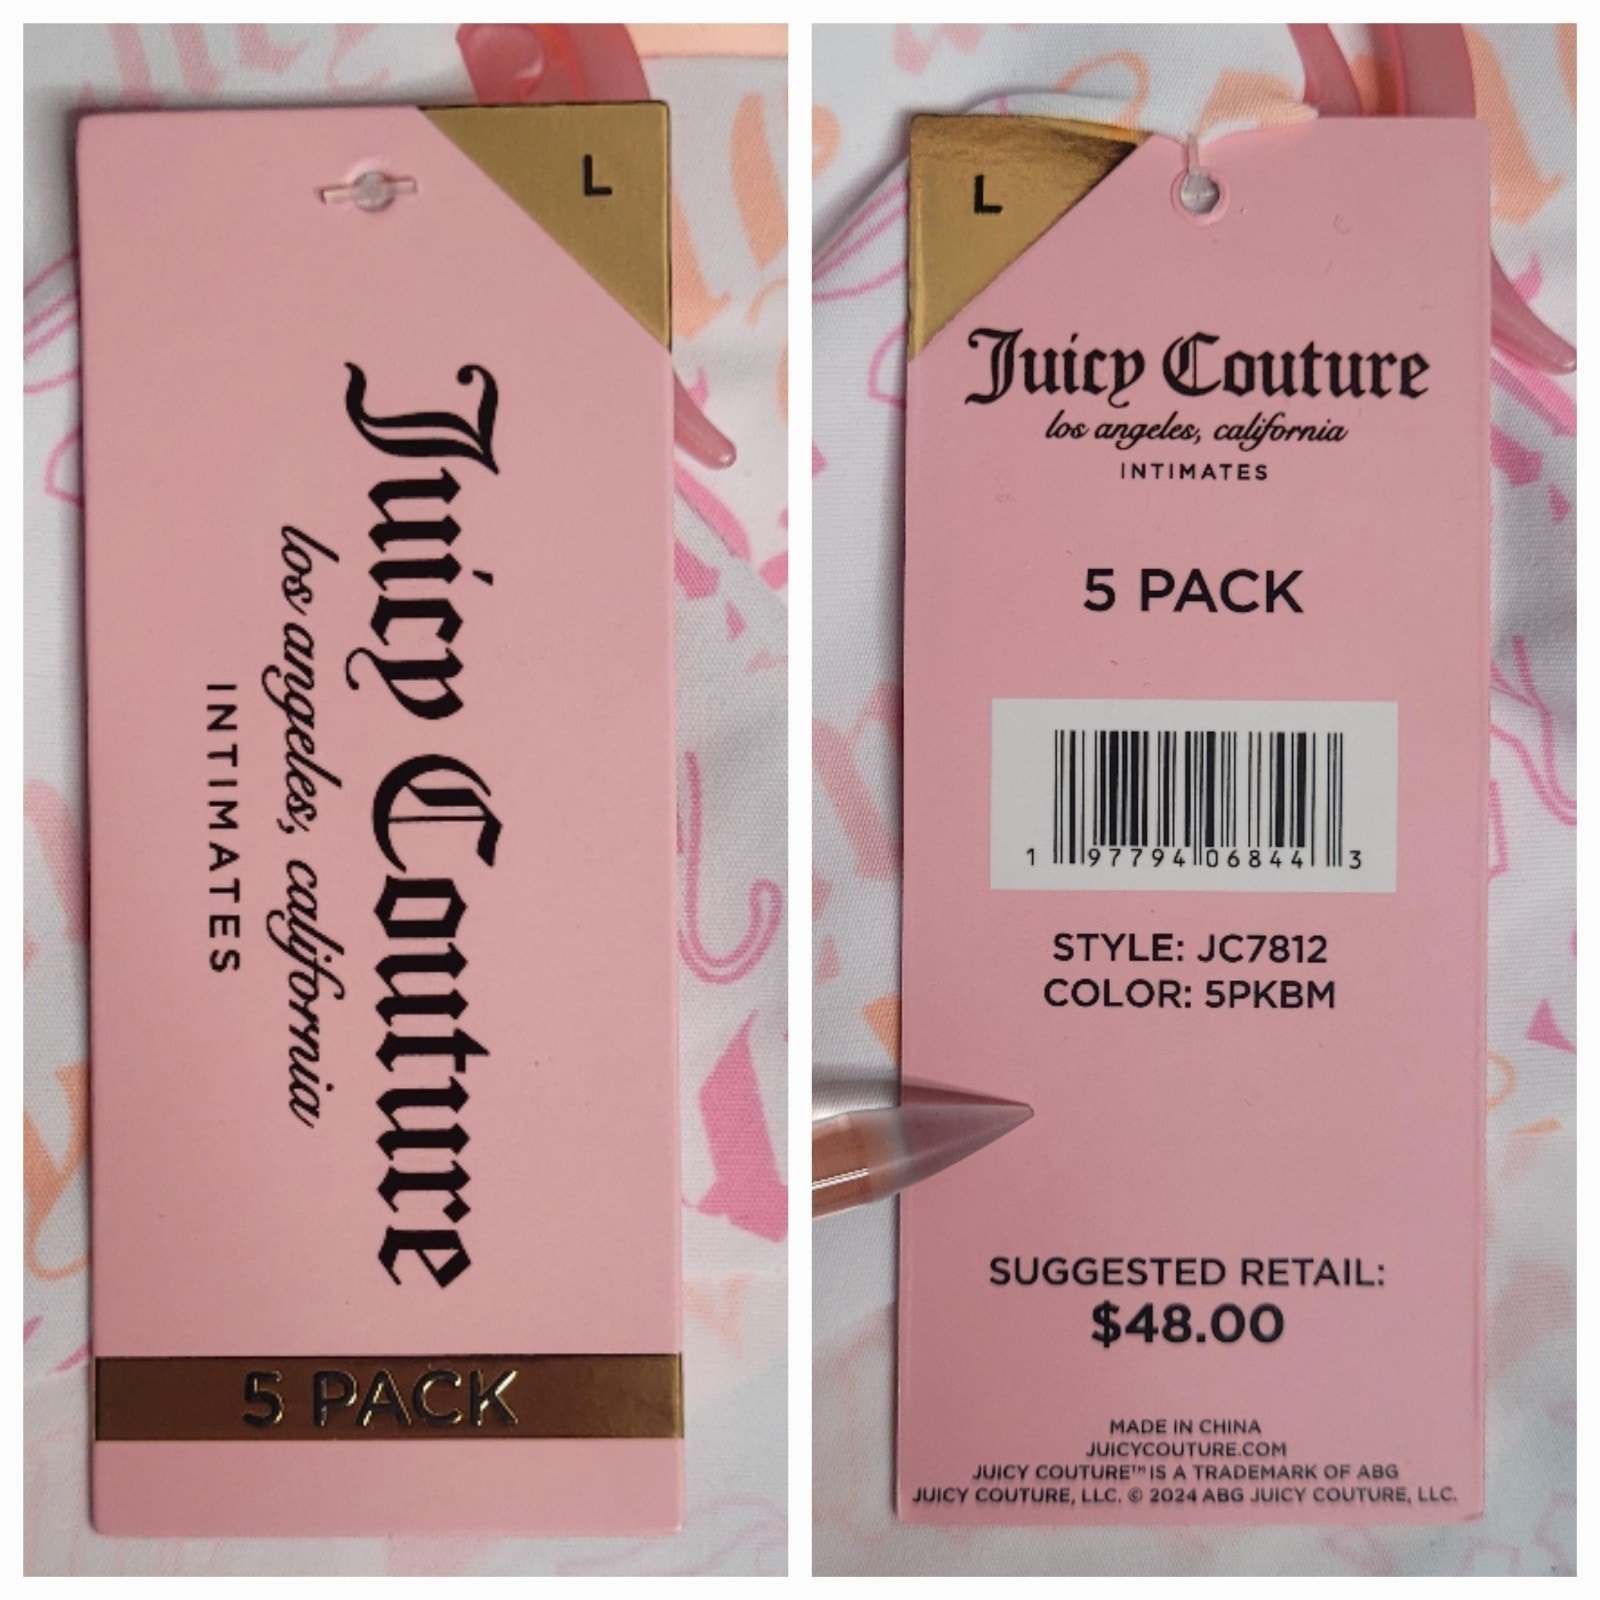 L
Juicy Couture
los angeles, california
INTIMATES
5 PACK
L
Juicy Couture
los angeles, california
INTIMATES
5 PACK
1 97794 06844 3
STYLE: JC7812
COLOR: 5PKBM
SUGGESTED RETAIL:
$48.00
MADE IN CHINA
JUICYCOUTURE.COM
JUICY COUTURE™ IS A TRADEMARK OF ABG
JUICY COUTURE, LLC. © 2024 ABG JUICY COUTURE, LLC.